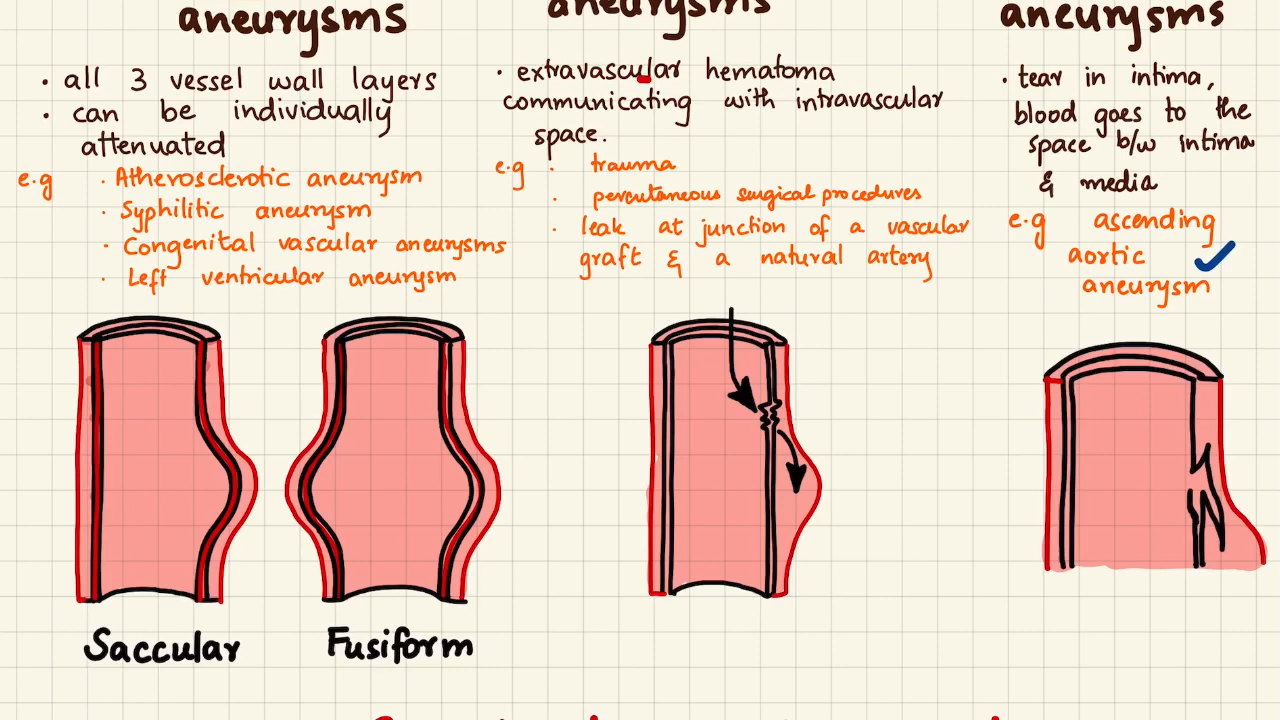 aneurysms
· all 3 vessel wall layers
· can be individually
attenuated
e.g · Atherosclerotic aneurysm
· Syphilitic aneurysm
· Congenital vascular aneurysms
· Left ventricular aneurysm
Saccular
Fusiform
aneurysms
· extravascular hematoma
communicating with intravascular
space.
e.g · trauma
· percutaneous surgical procedures
· leak at junction of a vascular
graft & a natural artery
aneurysms
· tear in intima,
blood goes to the
space b/w intima
& media
e.g ascending
aortic
aneurysm